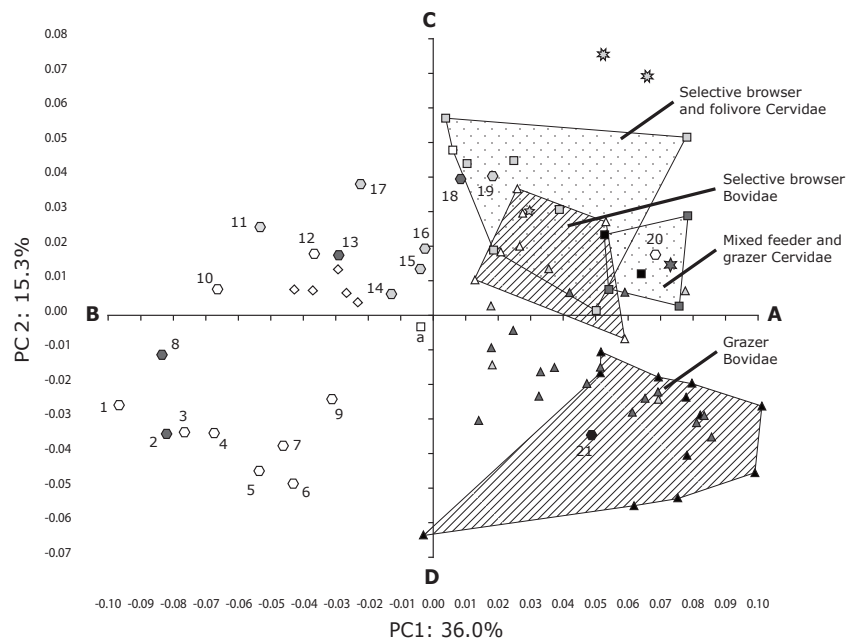 C
0.08
0.07
0.06
0.05
0.04
0.03
0.02
0.01
0.00
-0.01
-0.02
-0.03
-0.04
-0.05
-0.06
-0.07
PC2: 15.3%
Selective browser
and folivore Cervidae
Selective browser
Bovidae
Mixed feeder and
grazer Cervidae
Grazer
Bovidae
17
18
19
11
12
13
16
20
15
10
14
B
A
a
8
1
3
2
4
9
7
5
6
21
D
-0.10 -0.09 -0.08 -0.07 -0.06 -0.05 -0.04 -0.03 -0.02 -0.01 0.00 0.01 0.02 0.03 0.04 0.05 0.06 0.07 0.08 0.10 0.10
PC1: 36.0%